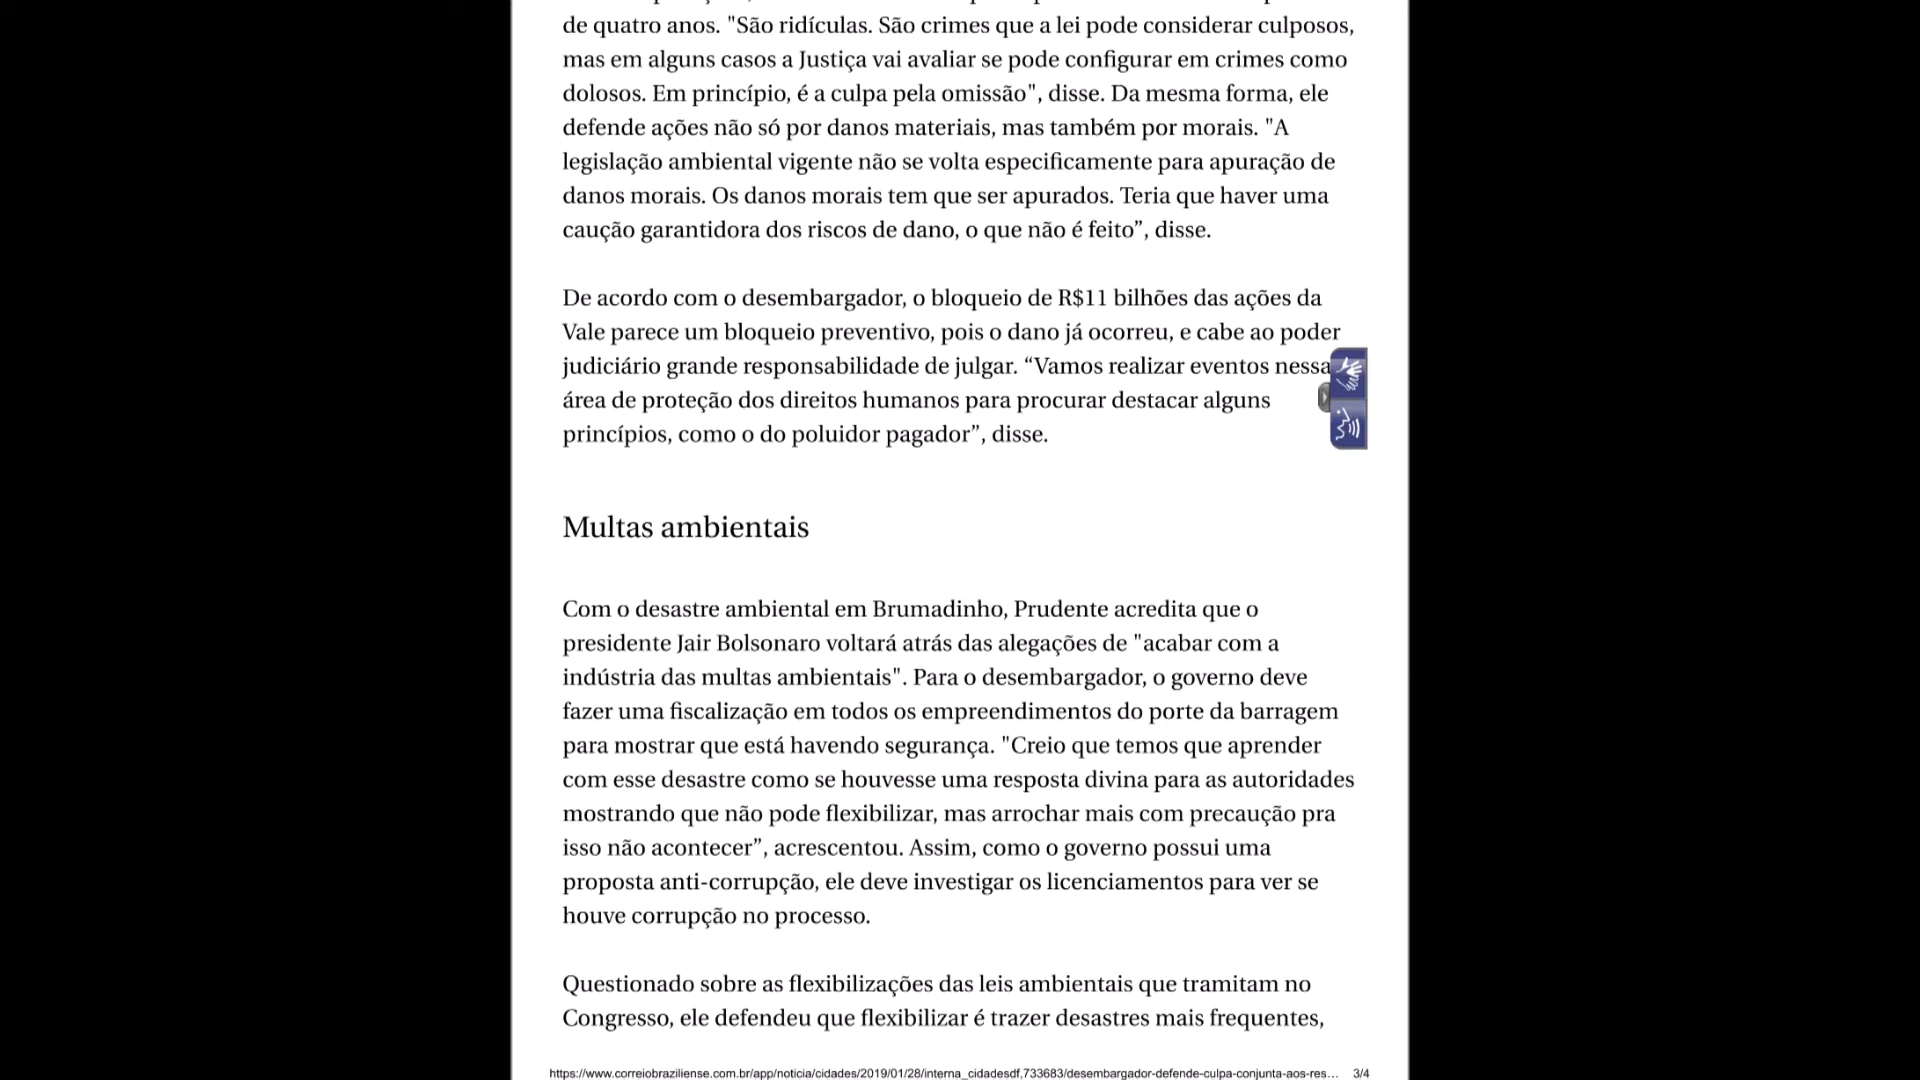 de quatro anos. "São ridículas. São crimes que a lei pode considerar culposos,
mas em alguns casos a Justiça vai avaliar se pode configurar em crimes como
dolosos. Em princípio, é a culpa pela omissão", disse. Da mesma forma, ele
defende ações não só por danos materiais, mas também por morais. "A
legislação ambiental vigente não se volta especificamente para apuração de
danos morais. Os danos morais tem que ser apurados. Teria que haver uma
caução garantidora dos riscos de dano, o que não é feito”, disse.
De acordo com o desembargador, o bloqueio de R$11 bilhões das ações da
Vale parece um bloqueio preventivo, pois o dano já ocorreu, e cabe ao poder
judiciário grande responsabilidade de julgar. “Vamos realizar eventos nessa
área de proteção dos direitos humanos para procurar destacar alguns
princípios, como o do poluidor pagador”, disse.
Multas ambientais
Com o desastre ambiental em Brumadinho, Prudente acredita que o
presidente Jair Bolsonaro voltará atrás das alegações de "acabar com a
indústria das multas ambientais". Para o desembargador, o governo deve
fazer uma fiscalização em todos os empreendimentos do porte da barragem
para mostrar que está havendo segurança. "Creio que temos que aprender
com esse desastre como se houvesse uma resposta divina para as autoridades
mostrando que não pode flexibilizar, mas arrochar mais com precaução pra
isso não acontecer”, acrescentou. Assim, como o governo possui uma
proposta anti-corrupção, ele deve investigar os licenciamentos para ver se
houve corrupção no processo.
Questionado sobre as flexibilizações das leis ambientais que tramitam no
Congresso, ele defendeu que flexibilizar é trazer desastres mais frequentes,
https://www.correiobraziliense.com.br/app/noticia/cidades/2019/01/28/interna_cidadesdf,733683/desembargador-defende-culpa-conjunta-aos-res… 3/4